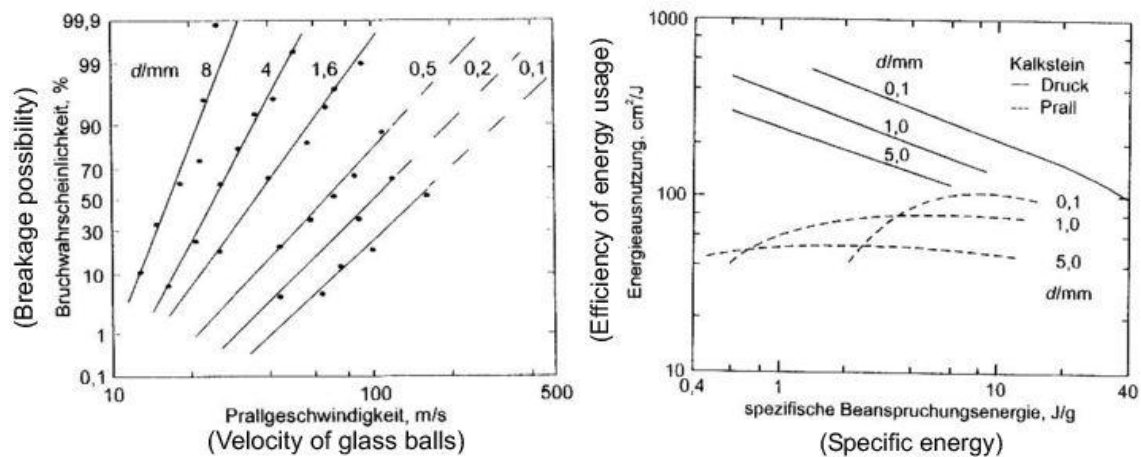 (Breakage possibility)
Bruchwahrscheinlichkeit, %
99,9
99
90
70
50
30
10
1
0,1
d/mm 8 4 1,6 0,5 0,2 0,1
10 100 500
Prallgeschwindigkeit, m/s
(Velocity of glass balls)
(Efficiency of energy usage)
Energieausnutzung, cm²/J
1000
100
10
d/mm
0,1
1,0
5,0
Kalkstein
Druck
Prall
0,1
1,0
5,0
d/mm
0,4 1 10 40
spezifische Beanspruchungsenergie, J/g
(Specific energy)